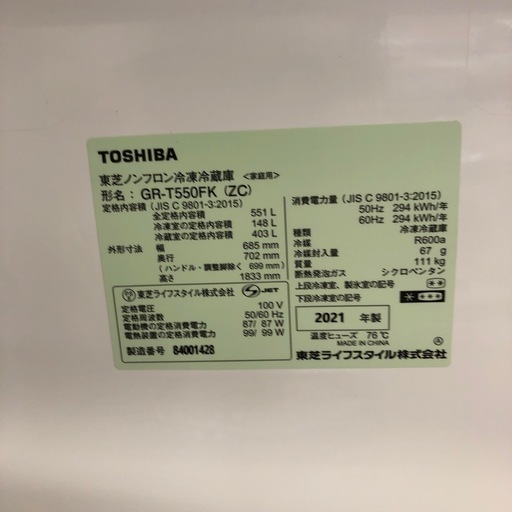 TOSHIBA
東芝ノンフロン冷凍冷蔵庫 <家庭用>
形名：GR-T550FK (ZC)
定格内容積 (JIS C 9801-3:2015)
全定格内容積 551 L
冷凍室の定格内容積 148 L
冷蔵室の定格内容積 403 L
外形寸法 幅 685 mm
奥行 702 mm
(ハンドル・調整脚除く 699 mm)
高さ 1833 mm
東芝ライフスタイル株式会社 JET
定格電圧 100 V
定格周波数 50/60 Hz
電動機の定格消費電力 87/ 87 W
電熱装置の定格消費電力 99/ 99 W
製造番号 84001428
消費電力量 (JIS C 9801-3:2015)
50Hz 294 kWh/年
60Hz 294 kWh/年
種類 冷凍冷蔵庫
冷媒 R600a
冷媒封入量 67 g
質量 111 kg
断熱発泡ガス シクロペンタン
上段冷凍室、製氷室の記号 **
下段冷凍室の記号 * ***
2021 年製
温度ヒューズ 76℃
MADE IN CHINA
東芝ライフスタイル株式会社 Ⓐ